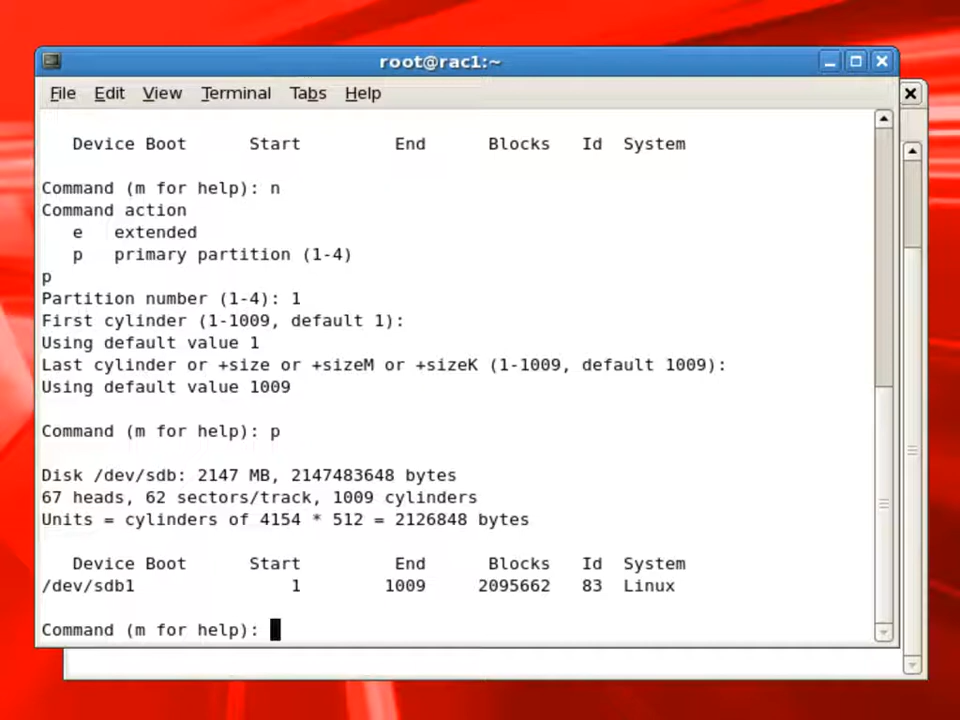 root@rac1:~
File Edit View Terminal Tabs Help
Device Boot Start End Blocks Id System
Command (m for help): n
Command action
e extended
p primary partition (1-4)
p
Partition number (1-4): 1
First cylinder (1-1009, default 1):
Using default value 1
Last cylinder or +size or +sizeM or +sizeK (1-1009, default 1009):
Using default value 1009
Command (m for help): p
Disk /dev/sdb: 2147 MB, 2147483648 bytes
67 heads, 62 sectors/track, 1009 cylinders
Units = cylinders of 4154 * 512 = 2126848 bytes
Device Boot Start End Blocks Id System
/dev/sdb1 1 1009 2095662 83 Linux
Command (m for help):